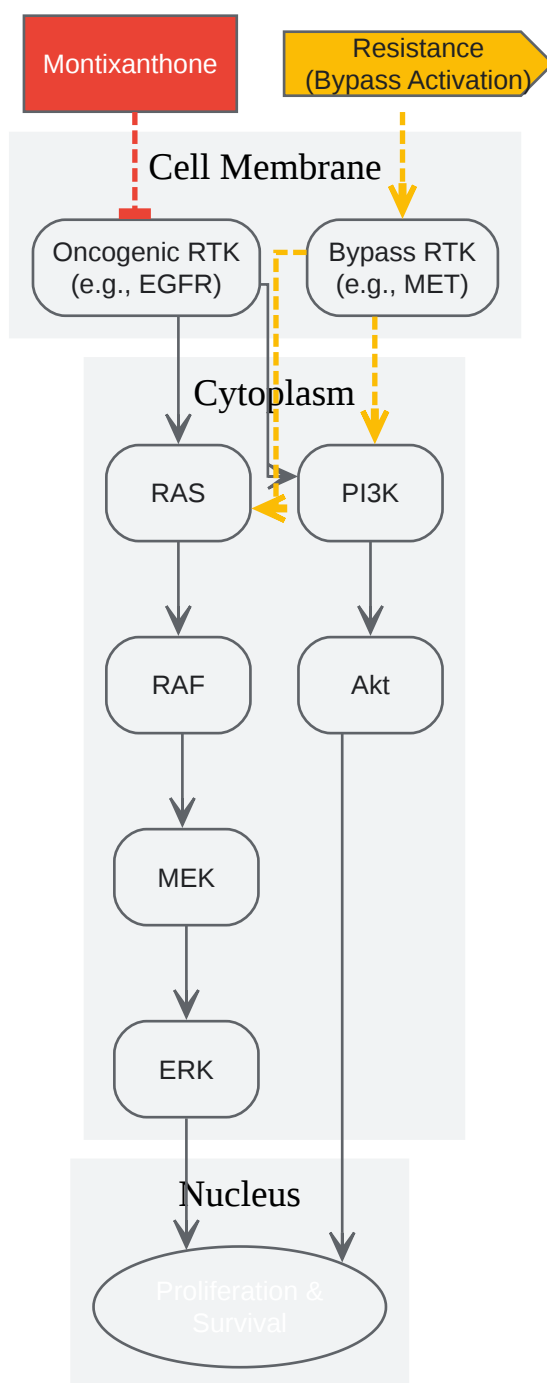 Montixanthone
Resistance
(Bypass Activation)
Cell Membrane
Oncogenic RTK
(e.g., EGFR)
Bypass RTK
(e.g., MET)
Cytoplasm
RAS
PI3K
RAF
Akt
MEK
ERK
Nucleus
Proliferation &
Survival